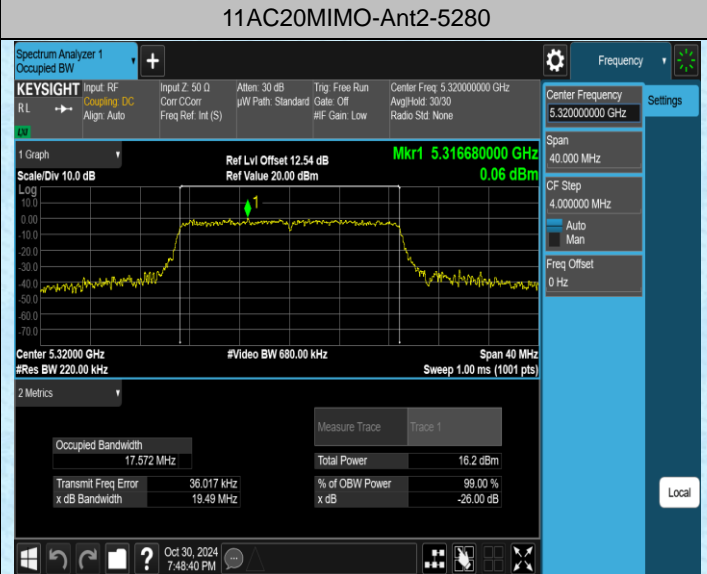 11AC20MIMO-Ant2-5280
Spectrum Analyzer 1
Occupied BW
Frequency
KEYSIGHT
RL
LXI
Input: RF
Coupling: DC
Align: Auto
Input Z: 50 Ω
Corr CCorr
Freq Ref: Int (S)
Atten: 30 dB
µW Path: Standard
Trig: Free Run
Gate: Off
#IF Gain: Low
Center Freq: 5.320000000 GHz
Avg|Hold: 30/30
Radio Std: None
Center Frequency
5.320000000 GHz
Settings
Span
40.000 MHz
CF Step
4.000000 MHz
Auto
Man
Freq Offset
0 Hz
1 Graph
Scale/Div 10.0 dB
Ref Lvl Offset 12.54 dB
Ref Value 20.00 dBm
Mkr1 5.316680000 GHz
0.06 dBm
Log
10.0
0.00
-10.0
-20.0
-30.0
-40.0
-50.0
-60.0
-70.0
1
Center 5.32000 GHz
#Res BW 220.00 kHz
#Video BW 680.00 kHz
Span 40 MHz
Sweep 1.00 ms (1001 pts)
2 Metrics
Measure Trace Trace 1
Occupied Bandwidth
17.572 MHz
Total Power 16.2 dBm
Transmit Freq Error 36.017 kHz
x dB Bandwidth 19.49 MHz
% of OBW Power 99.00 %
x dB -26.00 dB
Local
?
Oct 30, 2024
7:48:40 PM